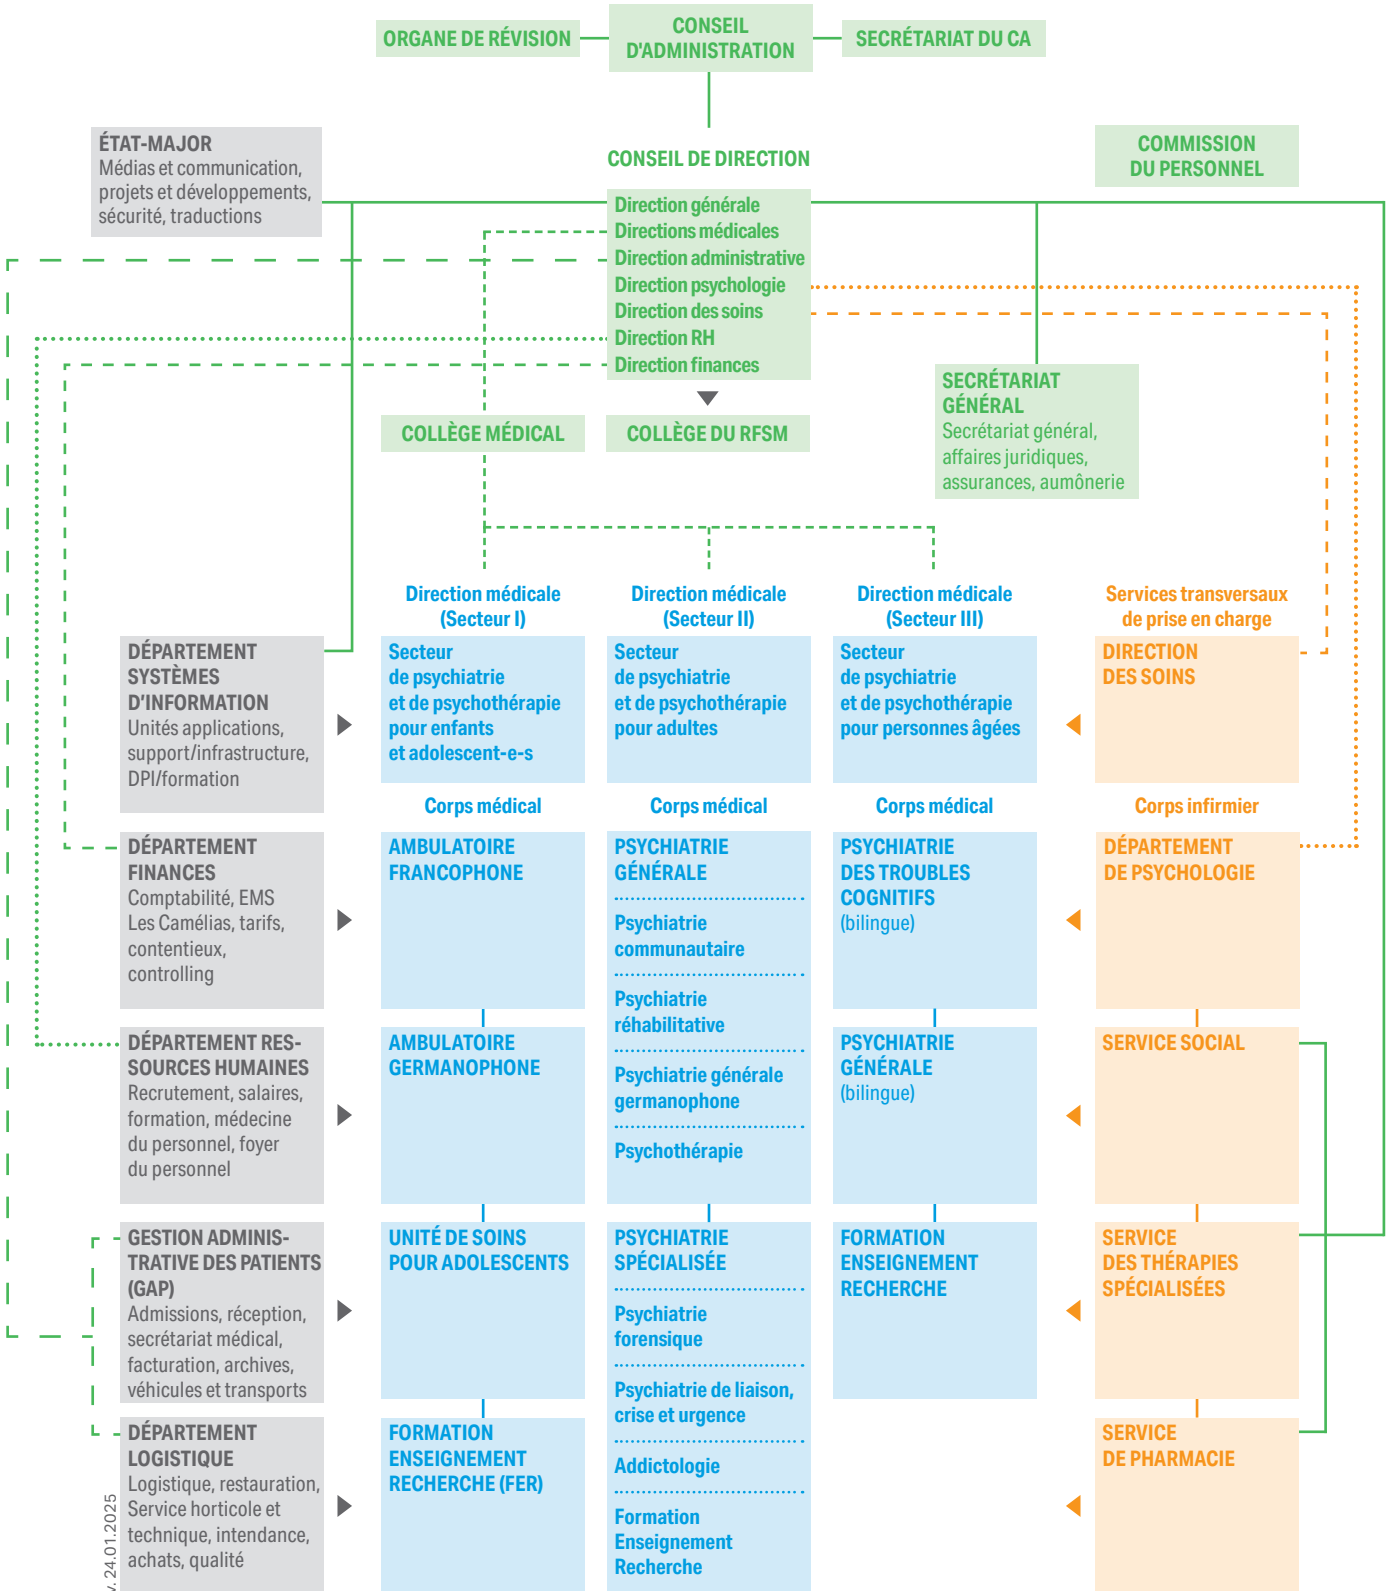 ORGANE DE RÉVISION
CONSEIL
D'ADMINISTRATION
SECRÉTARIAT DU CA
ÉTAT-MAJOR
Médias et communication,
projets et développements,
sécurité, traductions
CONSEIL DE DIRECTION
COMMISSION
DU PERSONNEL
Direction générale
Directions médicales
Direction administrative
Direction psychologie
Direction des soins
Direction RH
Direction finances
COLLÈGE MÉDICAL
COLLÈGE DU RFSM
SECRÉTARIAT
GÉNÉRAL
Secrétariat général,
affaires juridiques,
assurances, aumônerie
Direction médicale
(Secteur I)
Direction médicale
(Secteur II)
Direction médicale
(Secteur III)
Services transversaux
de prise en charge
DÉPARTEMENT
SYSTÈMES
D'INFORMATION
Unités applications,
support/infrastructure,
DPI/formation
Secteur
de psychiatrie
et de psychothérapie
pour enfants
et adolescent-e-s
Secteur
de psychiatrie
et de psychothérapie
pour adultes
Secteur
de psychiatrie
et de psychothérapie
pour personnes âgées
DIRECTION
DES SOINS
Corps médical
Corps médical
Corps médical
Corps infirmier
DÉPARTEMENT
FINANCES
Comptabilité, EMS
Les Camélias, tarifs,
contentieux,
controlling
AMBULATOIRE
FRANCOPHONE
PSYCHIATRIE
GÉNÉRALE
Psychiatrie
communautaire
Psychiatrie
réhabilitative
Psychiatrie générale
germanophone
Psychothérapie
PSYCHIATRIE
DES TROUBLES
COGNITIFS
(bilingue)
DÉPARTEMENT
DE PSYCHOLOGIE
DÉPARTEMENT RES-
SOURCES HUMAINES
Recrutement, salaires,
formation, médecine
du personnel, foyer
du personnel
AMBULATOIRE
GERMANOPHONE
PSYCHIATRIE
GÉNÉRALE
(bilingue)
SERVICE SOCIAL
GESTION ADMINIS-
TRATIVE DES PATIENTS
(GAP)
Admissions, réception,
secrétariat médical,
facturation, archives,
véhicules et transports
UNITÉ DE SOINS
POUR ADOLESCENTS
PSYCHIATRIE
SPÉCIALISÉE
Psychiatrie
forensique
Psychiatrie de liaison,
crise et urgence
Addictologie
Formation
Enseignement
Recherche
FORMATION
ENSEIGNEMENT
RECHERCHE
SERVICE
DES THÉRAPIES
SPÉCIALISÉES
DÉPARTEMENT
LOGISTIQUE
Logistique, restauration,
Service horticole et
technique, intendance,
achats, qualité
FORMATION
ENSEIGNEMENT
RECHERCHE (FER)
SERVICE
DE PHARMACIE
24.01.2025